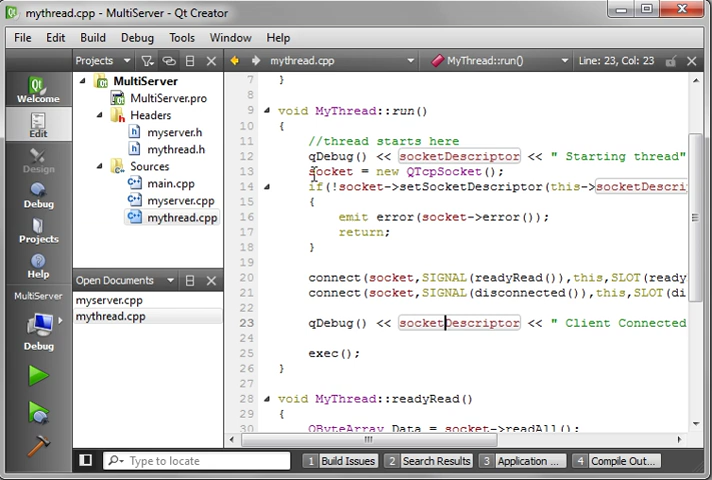 mythread.cpp - MultiServer - Qt Creator
File Edit Build Debug Tools Window Help
Projects mythread.cpp MyThread::run() Line: 23, Col: 23
Welcome
Edit
Design
Debug
Projects
Help
MultiServer
Debug
MultiServer
MultiServer.pro
Headers
myserver.h
mythread.h
Sources
main.cpp
myserver.cpp
mythread.cpp
Open Documents
myserver.cpp
mythread.cpp
7 }
8
9 void MyThread::run()
10 {
11 //thread starts here
12 qDebug() << socketDescriptor << " Starting thread"
13 socket = new QTcpSocket();
14 if(!socket->setSocketDescriptor(this->socketDescri
15 {
16 emit error(socket->error());
17 return;
18 }
19
20 connect(socket,SIGNAL(readyRead()),this,SLOT(ready
21 connect(socket,SIGNAL(disconnected()),this,SLOT(di
22
23 qDebug() << socketDescriptor << " Client Connected
24
25 exec();
26 }
27
28 void MyThread::readyRead()
29 {
30 QByteArray Data = socket->readAll();
Type to locate 1 Build Issues 2 Search Results 3 Application ... 4 Compile Out...